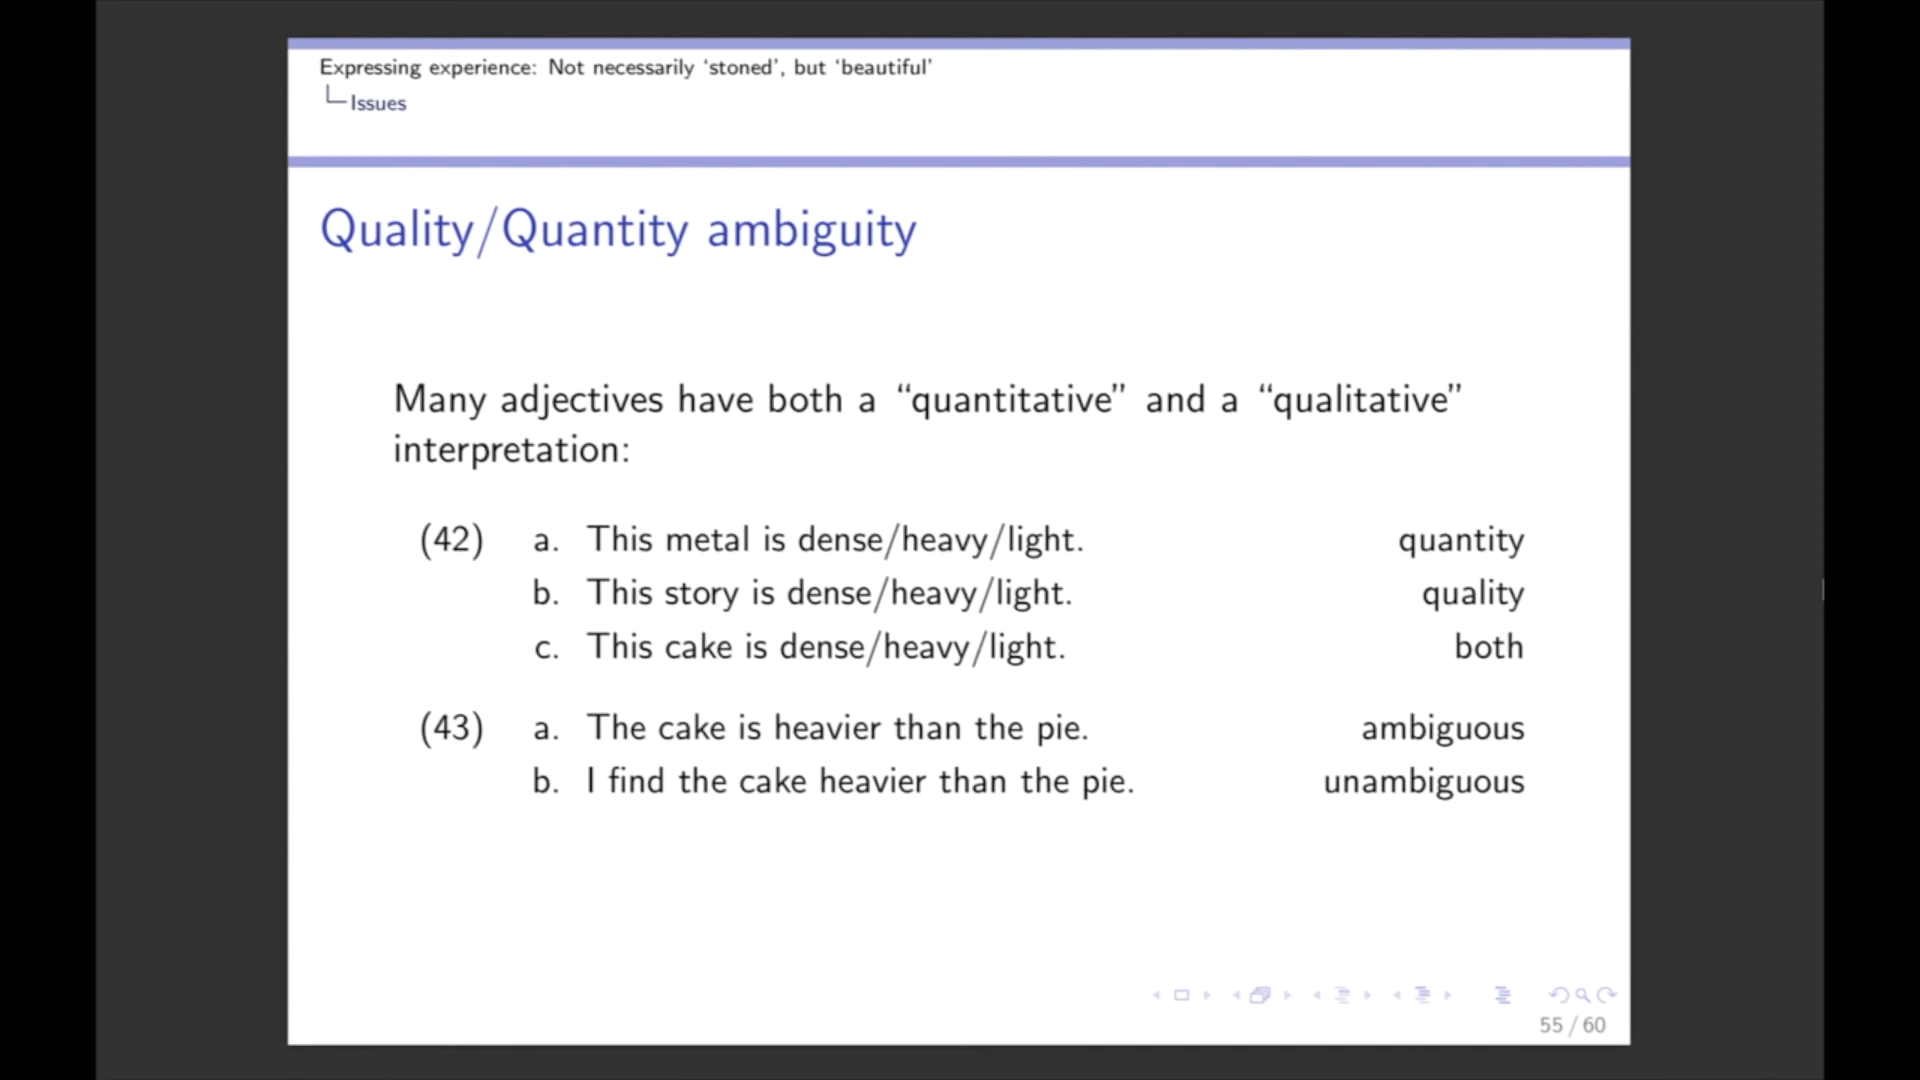 Expressing experience: Not necessarily ‘stoned’, but ‘beautiful’
Issues
Quality/Quantity ambiguity
Many adjectives have both a “quantitative” and a “qualitative”
interpretation:
(42) a. This metal is dense/heavy/light. quantity
b. This story is dense/heavy/light. quality
c. This cake is dense/heavy/light. both
(43) a. The cake is heavier than the pie. ambiguous
b. I find the cake heavier than the pie. unambiguous
55 / 60